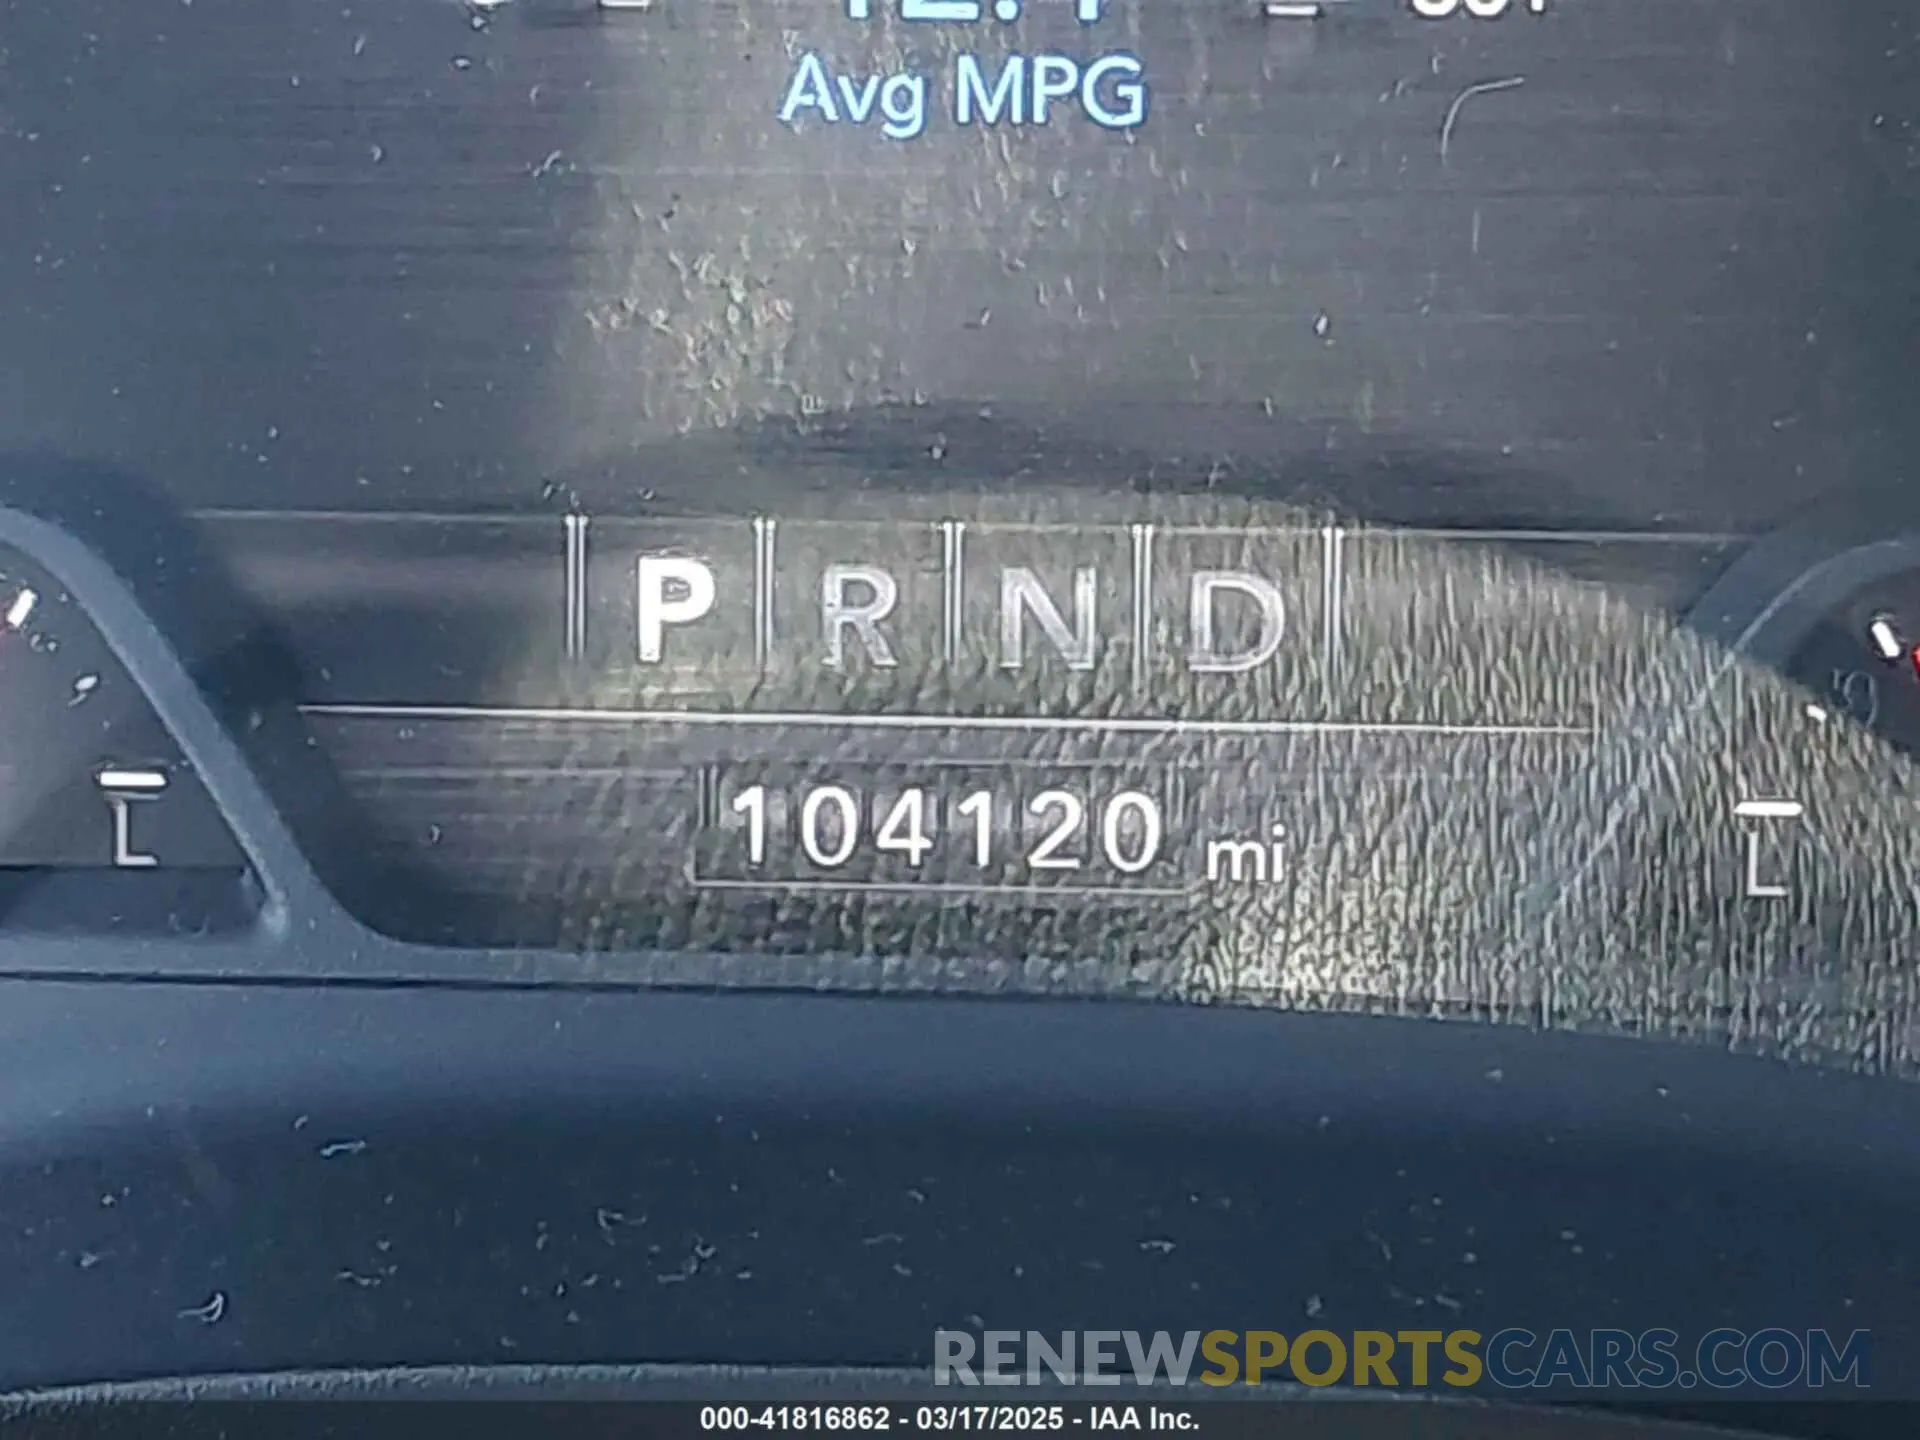 Avg MPG
P R N D
104120 mi
L
L
RENEWSPORTSCARS.COM
000-41816862 - 03/17/2025 - IAA Inc.